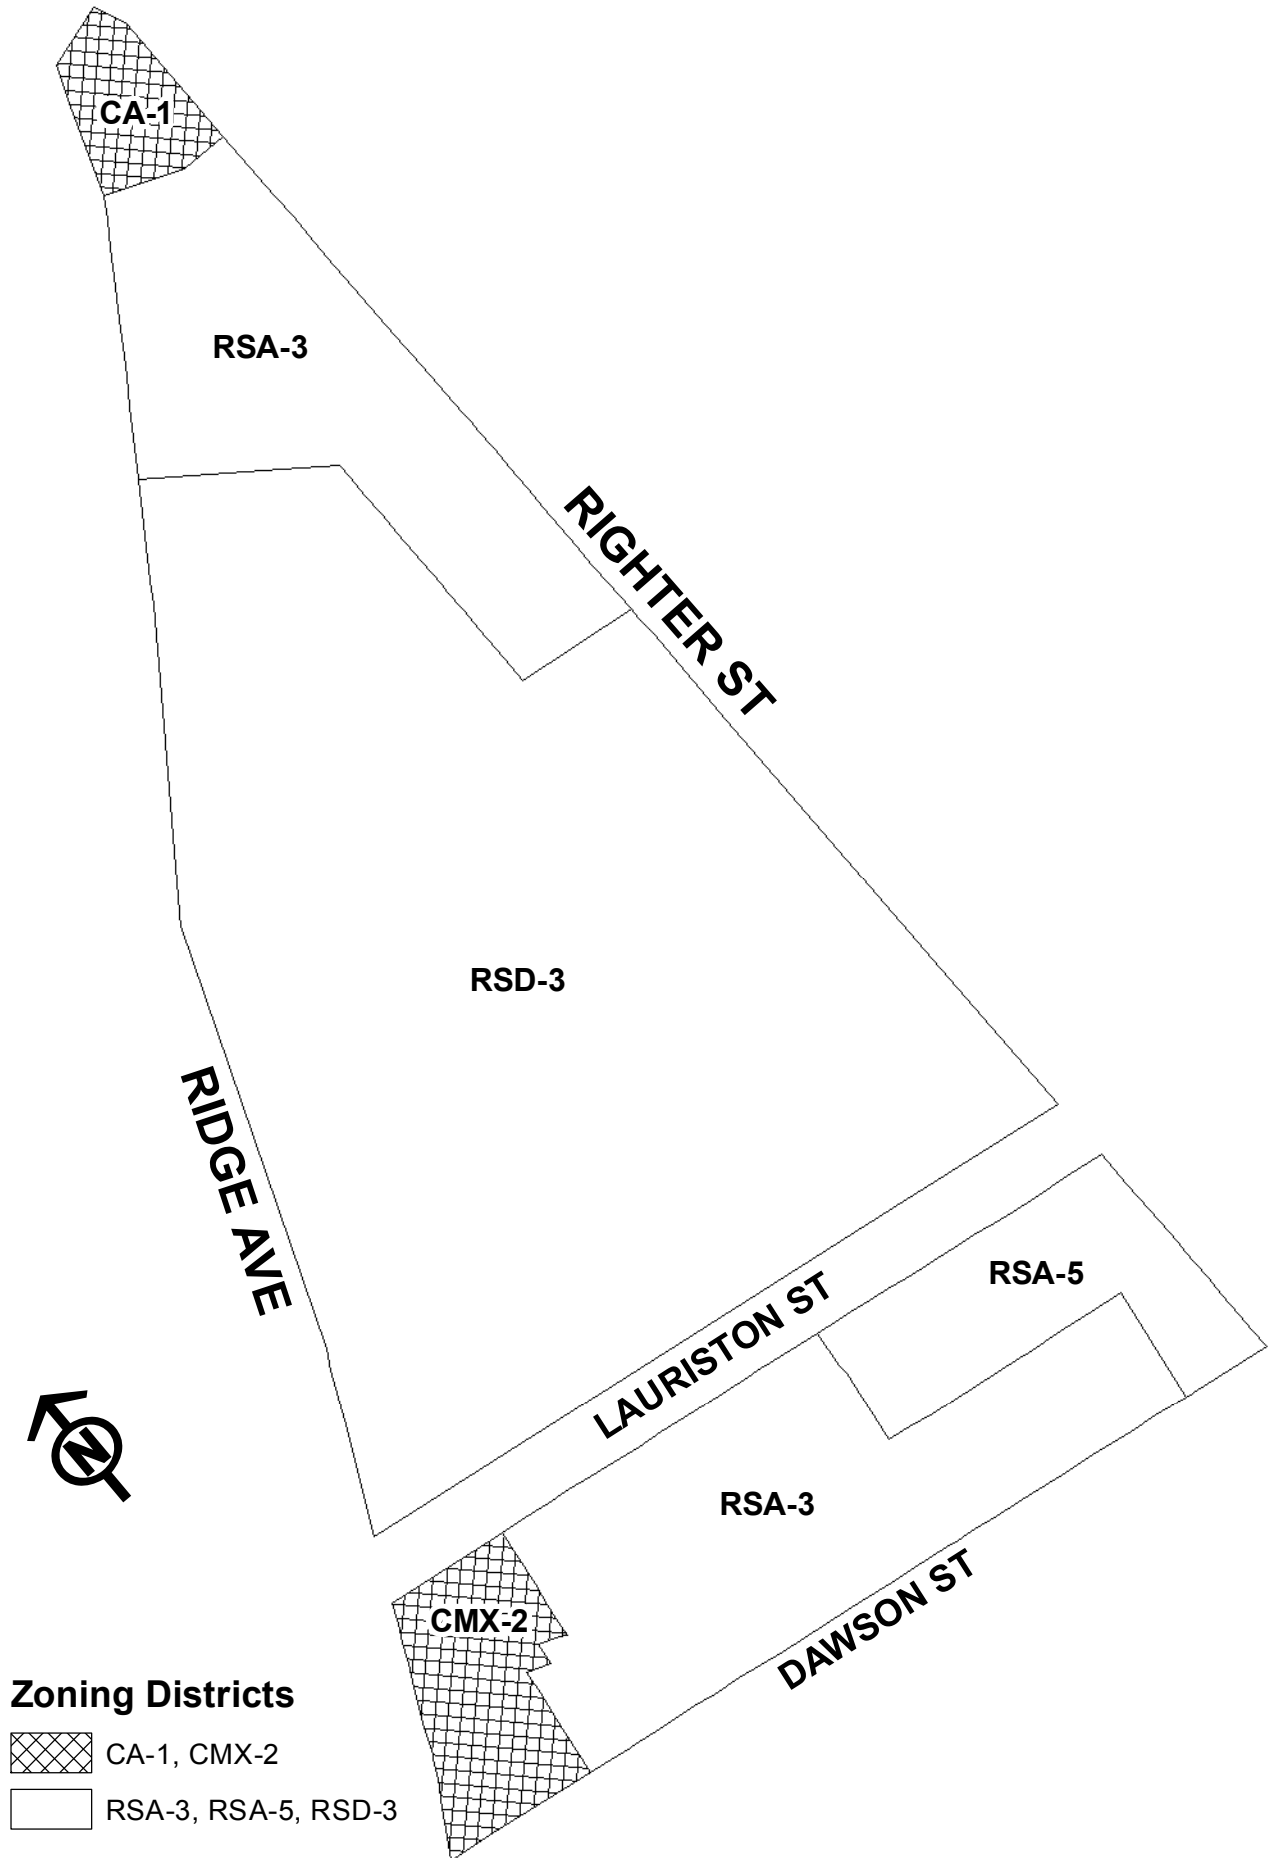 CA-1
RSA-3
RIGHTER ST
RSD-3
RIDGE AVE
RSA-5
LAURISTON ST
N
RSA-3
CMX-2
DAWSON ST
Zoning Districts
CA-1, CMX-2
RSA-3, RSA-5, RSD-3